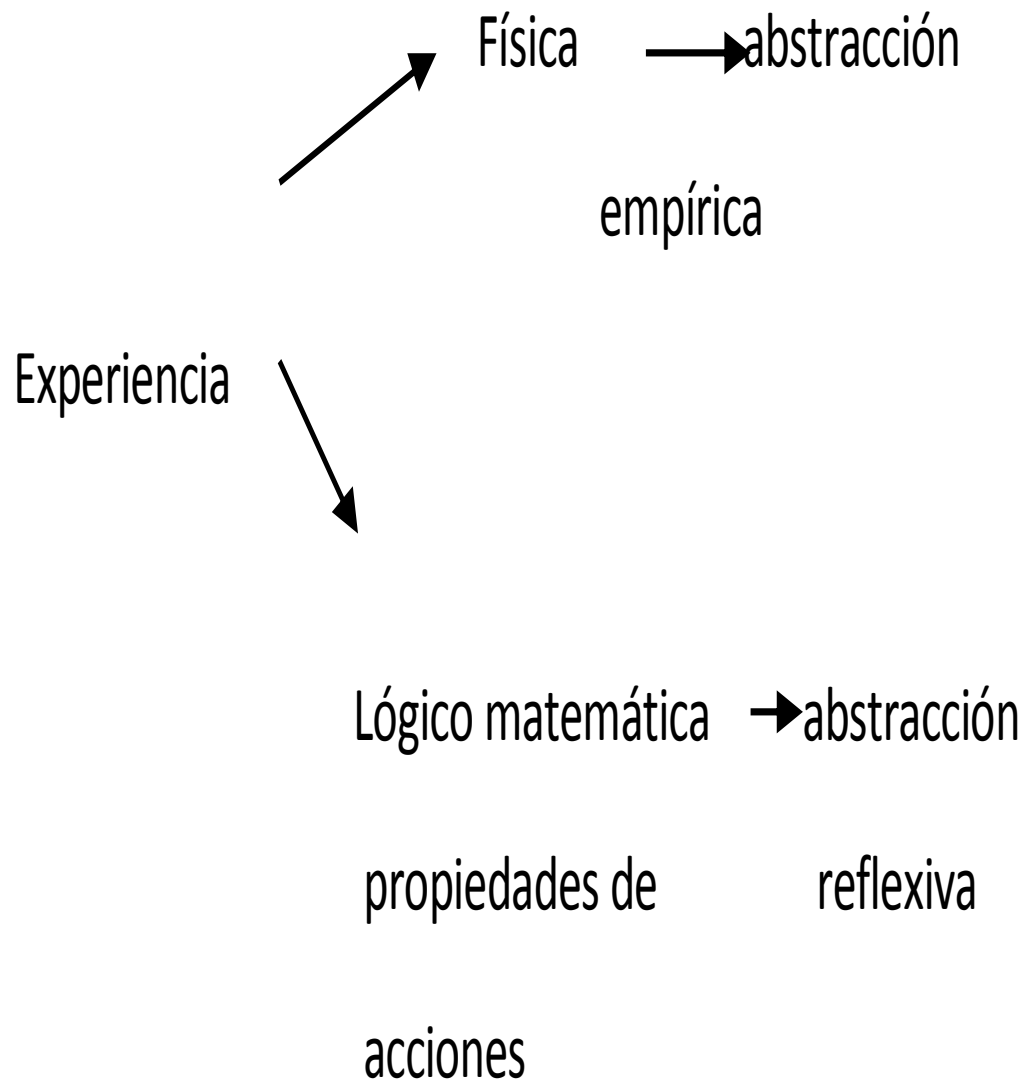 Física abstracción
empírica
Experiencia
Lógico matemática abstracción
propiedades de reflexiva
acciones